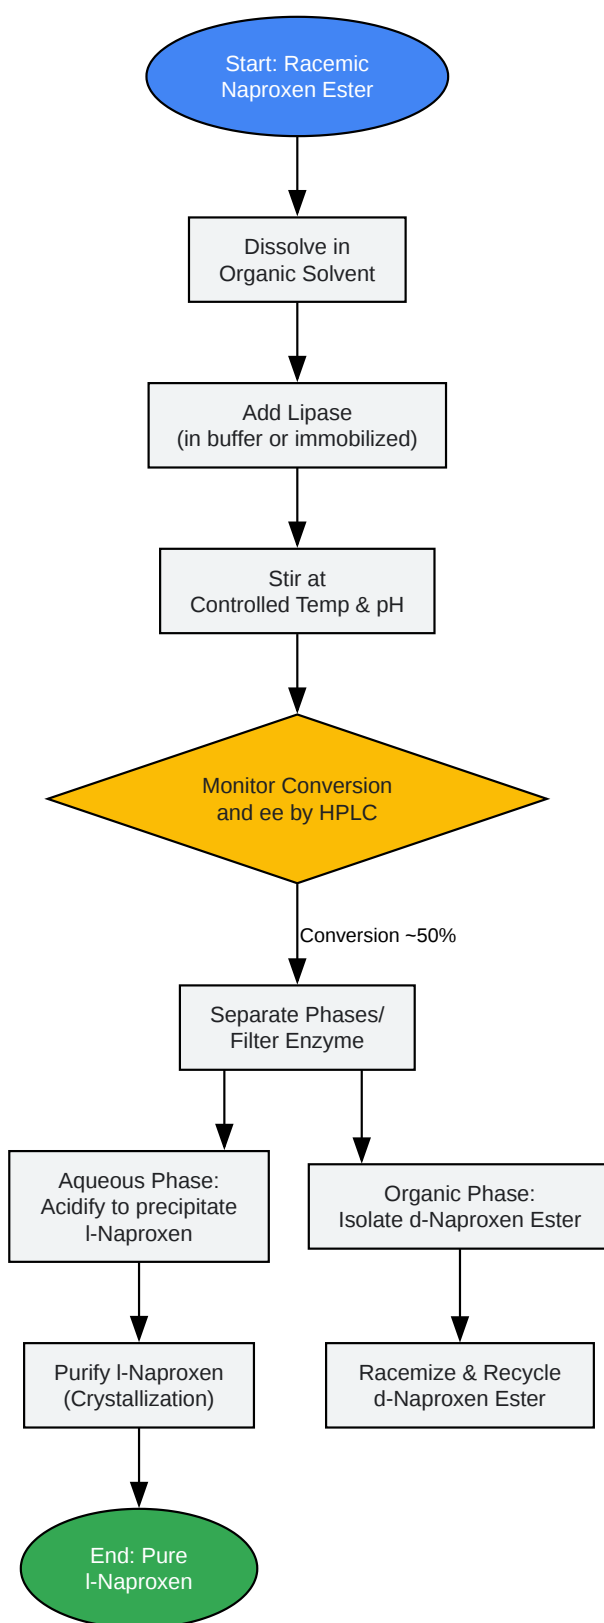 Start: Racemic
Naproxen Ester
Dissolve in
Organic Solvent
Add Lipase
(in buffer or immobilized)
Stir at
Controlled Temp & pH
Monitor Conversion
and ee by HPLC
Conversion ~50%
Separate Phases/
Filter Enzyme
Aqueous Phase:
Acidify to precipitate
l-Naproxen
Organic Phase:
Isolate d-Naproxen Ester
Purify l-Naproxen
(Crystallization)
Racemize & Recycle
d-Naproxen Ester
End: Pure
l-Naproxen